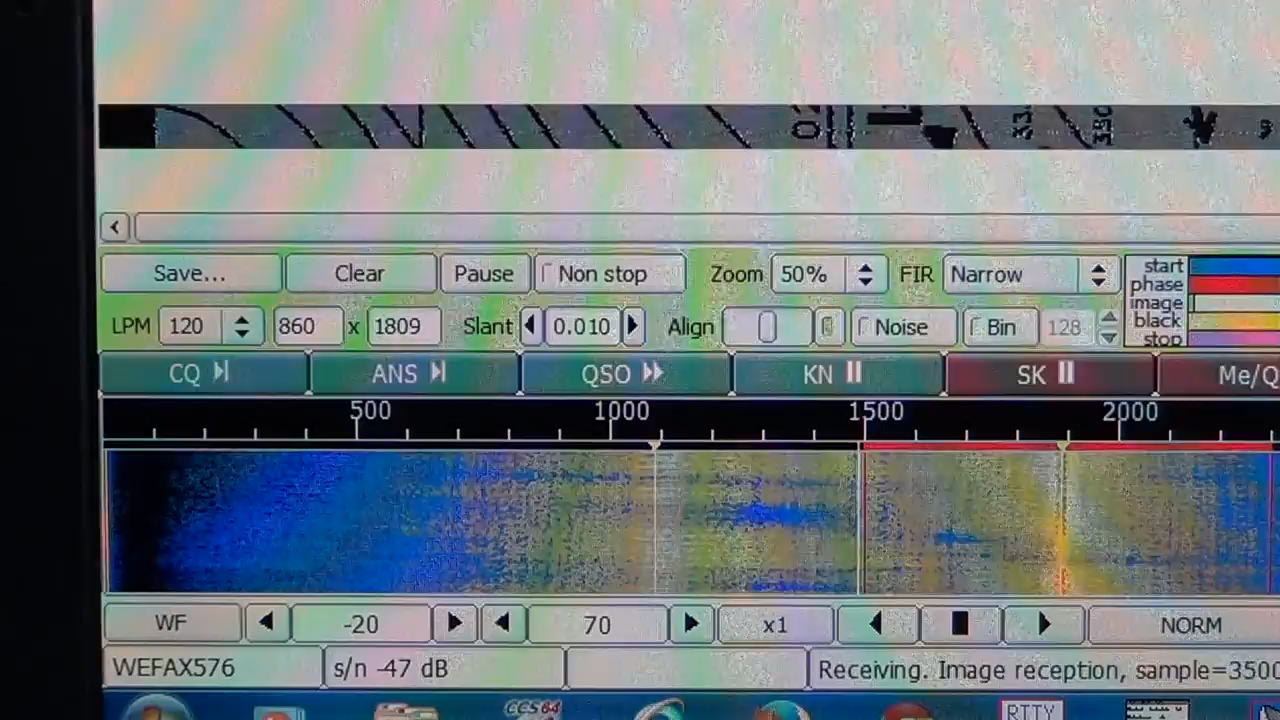 Save...
Clear
Pause
Non stop
Zoom
50%
FIR
Narrow
start
phase
image
black
stop
LPM
120
860
x
1809
Slant
0.010
Align
Noise
Bin
128
CQ
ANS
QSO
KN
SK
Me/Q
500
1000
1500
2000
WF
-20
70
x1
NORM
WEFAX576
s/n -47 dB
Receiving. Image reception, sample=3500
RTTY